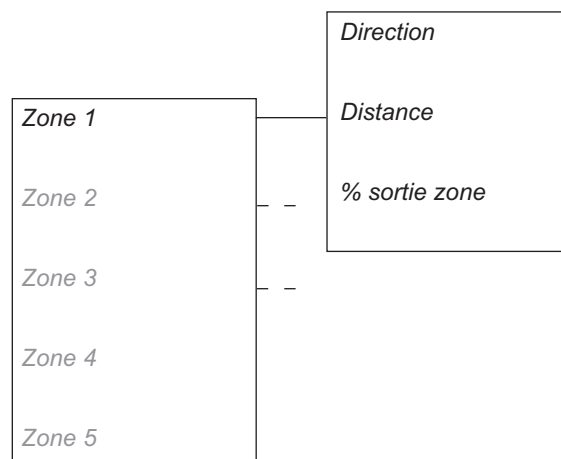 Zone 1
Zone 2
Zone 3
Zone 4
Zone 5
Direction
Distance
% sortie zone